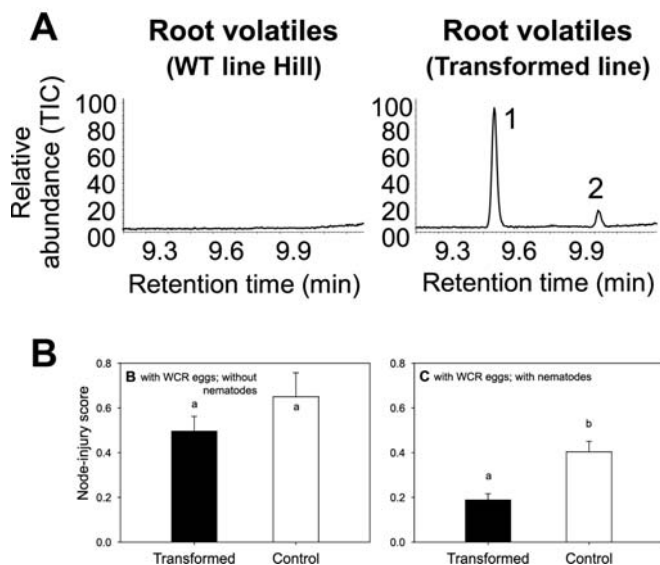 A
Root volatiles
(WT line Hill)
Root volatiles
(Transformed line)
Relative
abundance (TIC)
100
80
60
40
20
00
9.3 9.6 9.9
Retention time (min)
100
80
60
40
20
00
1
2
9.3 9.6 9.9
Retention time (min)
B
Node-injury score
0.8
0.6
0.4
0.2
0.0
B with WCR eggs; without
nematodes
a
a
Transformed Control
0.8
0.6
0.4
0.2
0.0
C with WCR eggs; with nematodes
a
b
Transformed Control